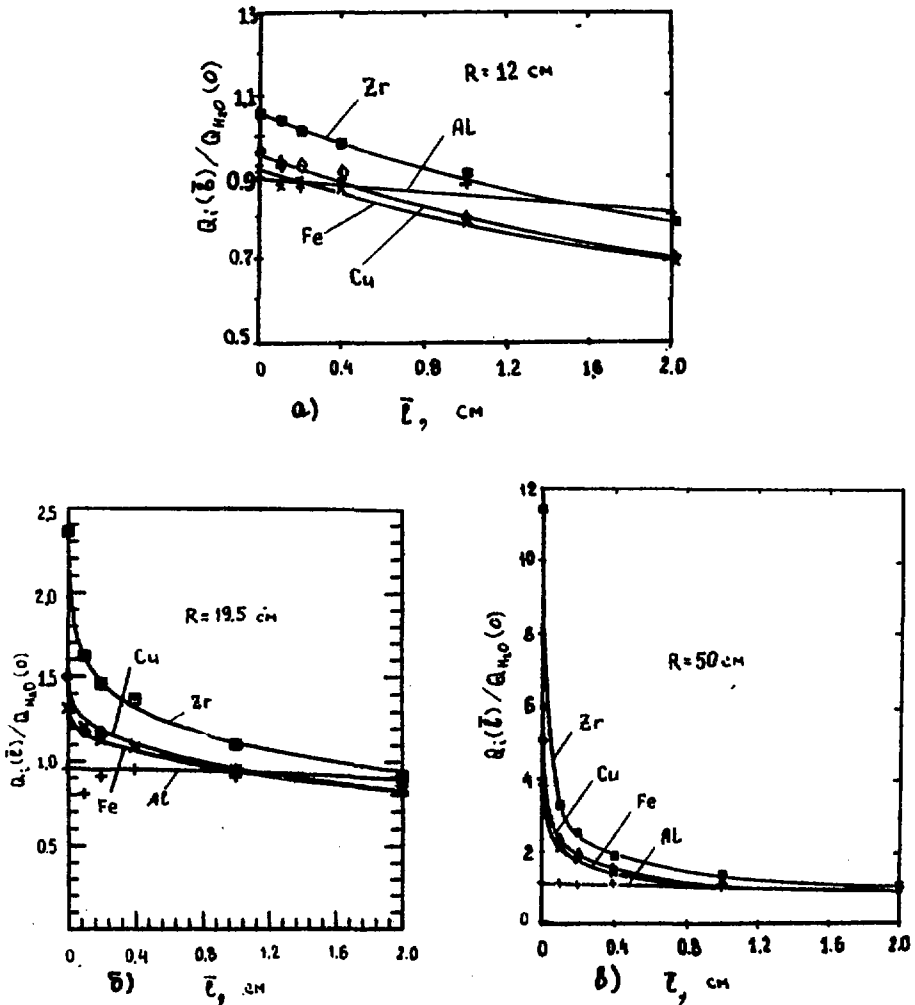 1.3
1.1
0.9
0.7
0.5
Q_i(l̄)/Q_H₂O(0)
R = 12 см
Zr
Al
Fe
Cu
0 0.4 0.8 1.2 1.6 2.0
а) l̄, см
2.5
2.0
1.5
1.0
0.5
Q_i(l̄)/Q_H₂O(0)
R = 19.5 см
Cu
Zr
Fe
Al
0 0.4 0.8 1.2 1.6 2.0
б) l̄, см
12
10
8
6
4
2
0
Q_i(l̄)/Q_H₂O(0)
R = 50 см
Zr
Cu
Fe
Al
0 0.4 0.8 1.2 1.6 2.0
в) l̄, см